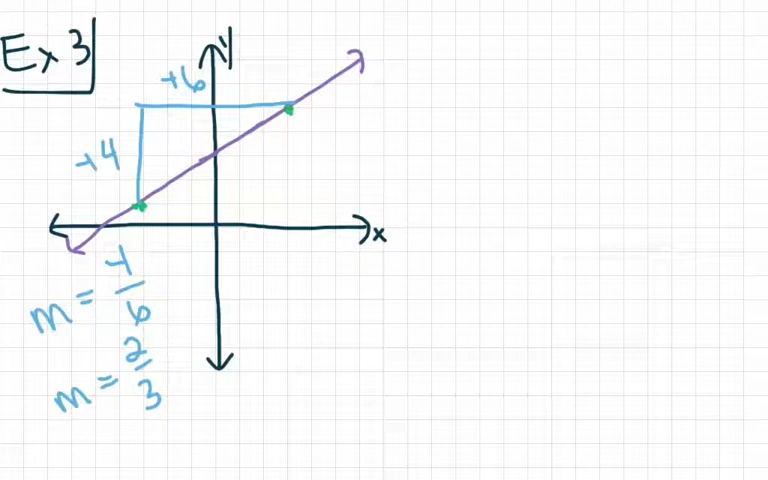 Ex 3
y
+6
+4
x
m = 4/6
m = 2/3